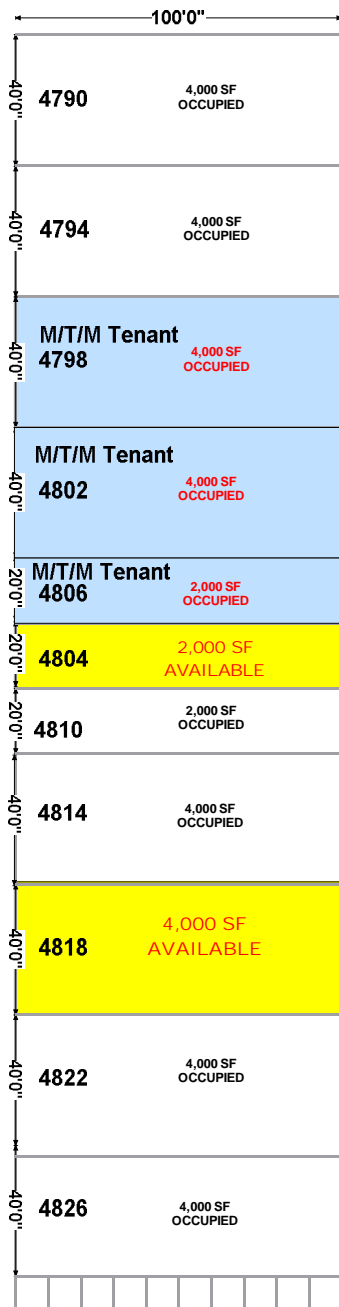 100'0"
40'0"
4790
4,000 SF
OCCUPIED
40'0"
4794
4,000 SF
OCCUPIED
40'0"
M/T/M Tenant
4798
4,000 SF
OCCUPIED
40'0"
M/T/M Tenant
4802
4,000 SF
OCCUPIED
20'0"
M/T/M Tenant
4806
2,000 SF
OCCUPIED
20'0"
4804
2,000 SF
AVAILABLE
20'0"
4810
2,000 SF
OCCUPIED
40'0"
4814
4,000 SF
OCCUPIED
40'0"
4818
4,000 SF
AVAILABLE
40'0"
4822
4,000 SF
OCCUPIED
40'0"
4826
4,000 SF
OCCUPIED